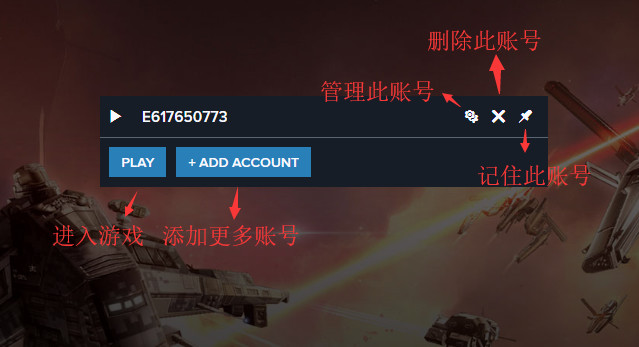 删除此账号
管理此账号
E617650773
PLAY
+ ADD ACCOUNT
记住此账号
进入游戏
添加更多账号